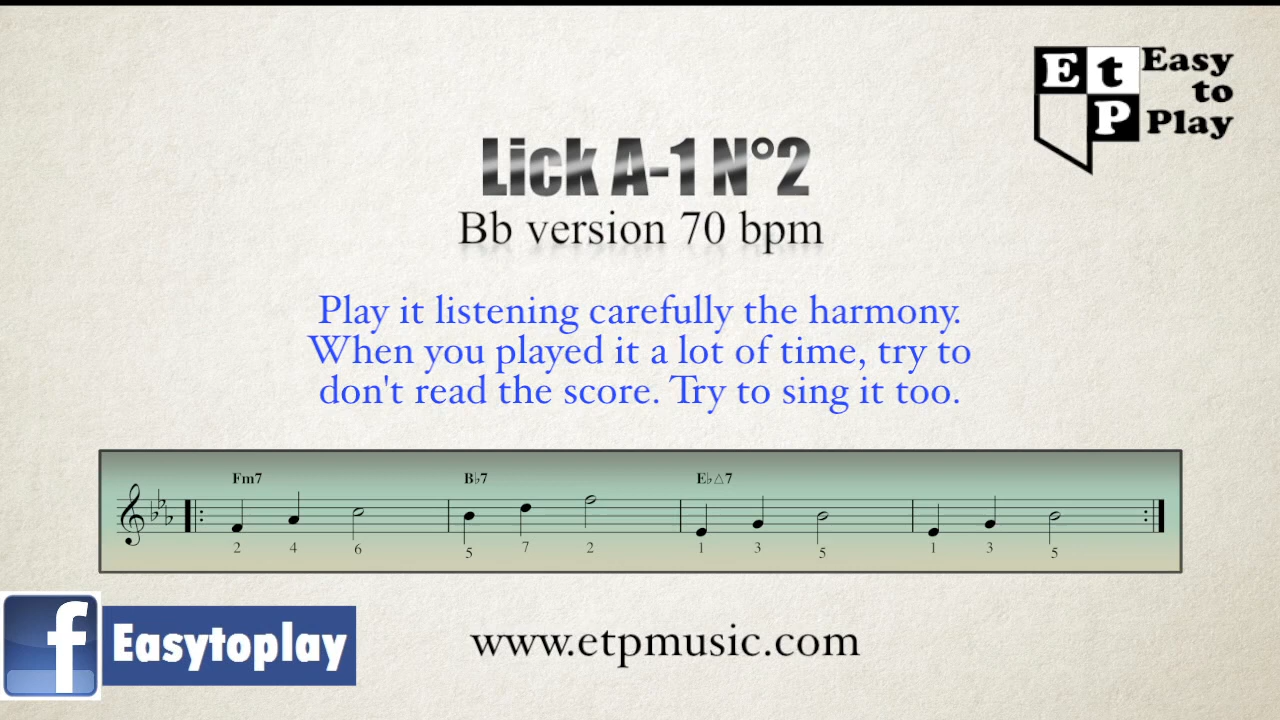 Et Easy
to
P Play
Lick A-1 N°2
Bb version 70 bpm
Play it listening carefully the harmony.
When you played it a lot of time, try to
don't read the score. Try to sing it too.
Fm7 B♭7 E♭△7
2 4 6 5 7 2 1 3 5 1 3 5
f Easytoplay
www.etpmusic.com